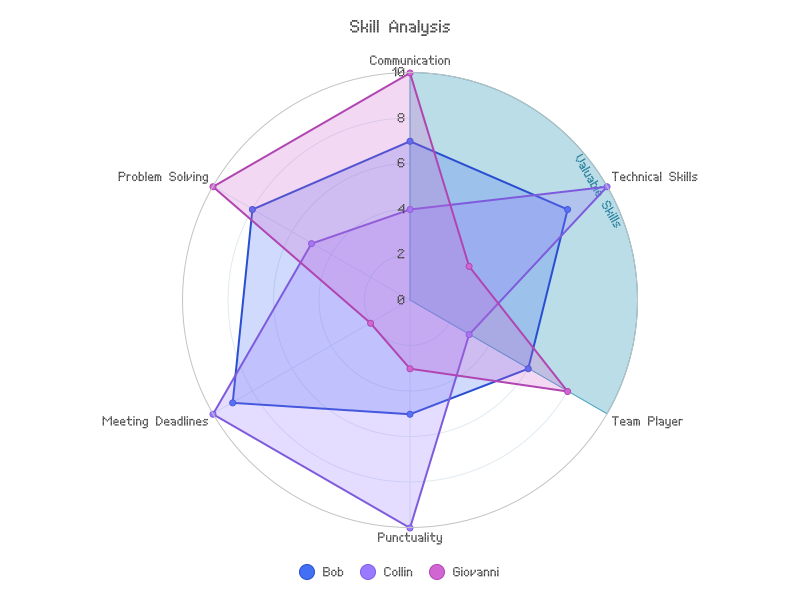 Skill Analysis
Communication
10
8
6
4
2
0
Valuable Skills
Technical Skills
Problem Solving
Meeting Deadlines
Team Player
Punctuality
Bob
Collin
Giovanni